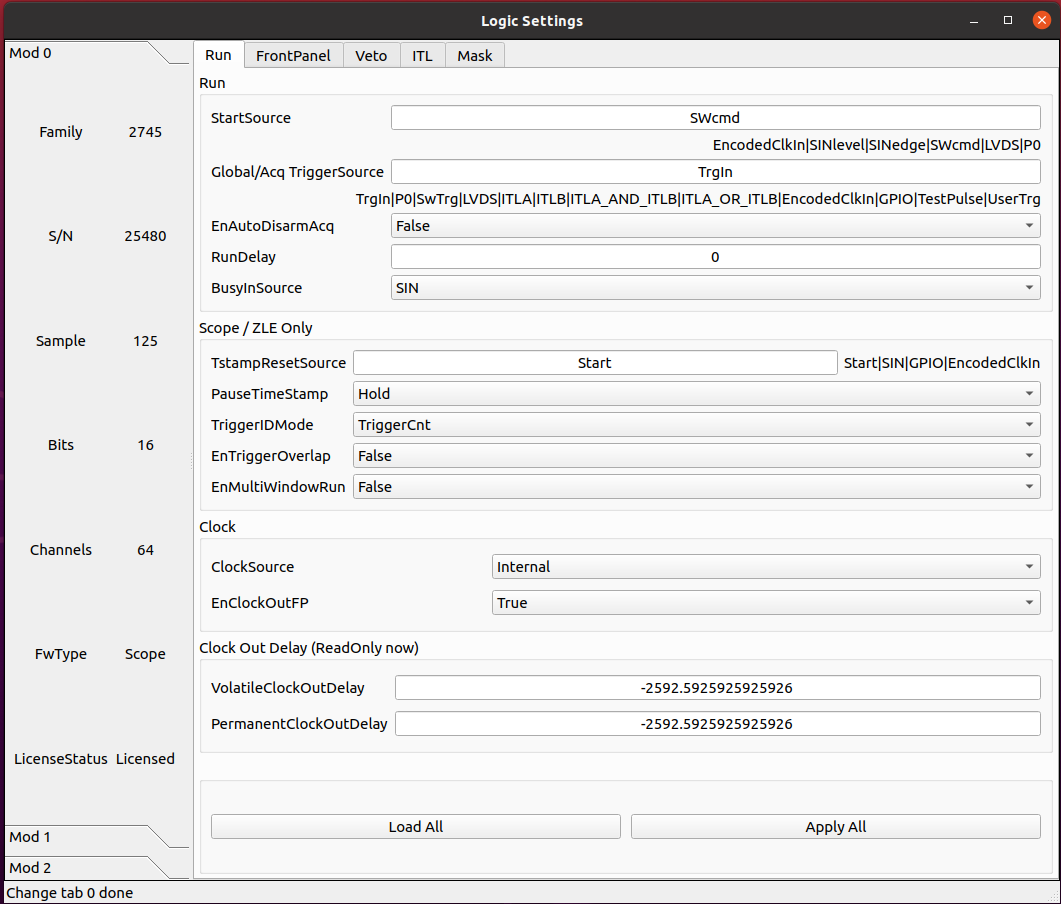 Logic Settings
Mod 0
Family 2745
S/N 25480
Sample 125
Bits 16
Channels 64
FwType Scope
LicenseStatus Licensed
Mod 1
Mod 2
Run FrontPanel Veto ITL Mask
Run
StartSource SWcmd
EncodedClkIn|SINlevel|SINedge|SWcmd|LVDS|P0
Global/Acq TriggerSource TrgIn
TrgIn|P0|SwTrg|LVDS|ITLA|ITLB|ITLA_AND_ITLB|ITLA_OR_ITLB|EncodedClkIn|GPIO|TestPulse|UserTrg
EnAutoDisarmAcq False
RunDelay 0
BusyInSource SIN
Scope / ZLE Only
TstampResetSource Start Start|SIN|GPIO|EncodedClkIn
PauseTimeStamp Hold
TriggerIDMode TriggerCnt
EnTriggerOverlap False
EnMultiWindowRun False
Clock
ClockSource Internal
EnClockOutFP True
Clock Out Delay (ReadOnly now)
VolatileClockOutDelay -2592.5925925925926
PermanentClockOutDelay -2592.5925925925926
Load All Apply All
Change tab 0 done